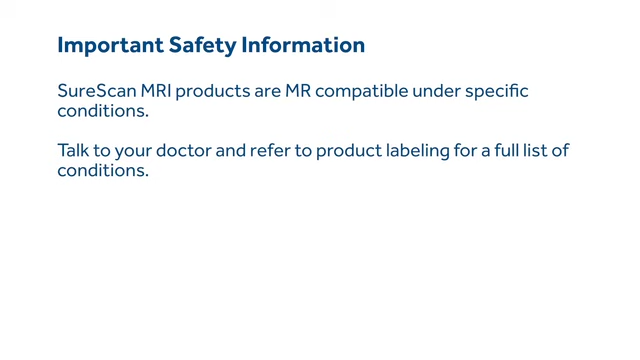 Important Safety Information
SureScan MRI products are MR compatible under specific
conditions.
Talk to your doctor and refer to product labeling for a full list of
conditions.